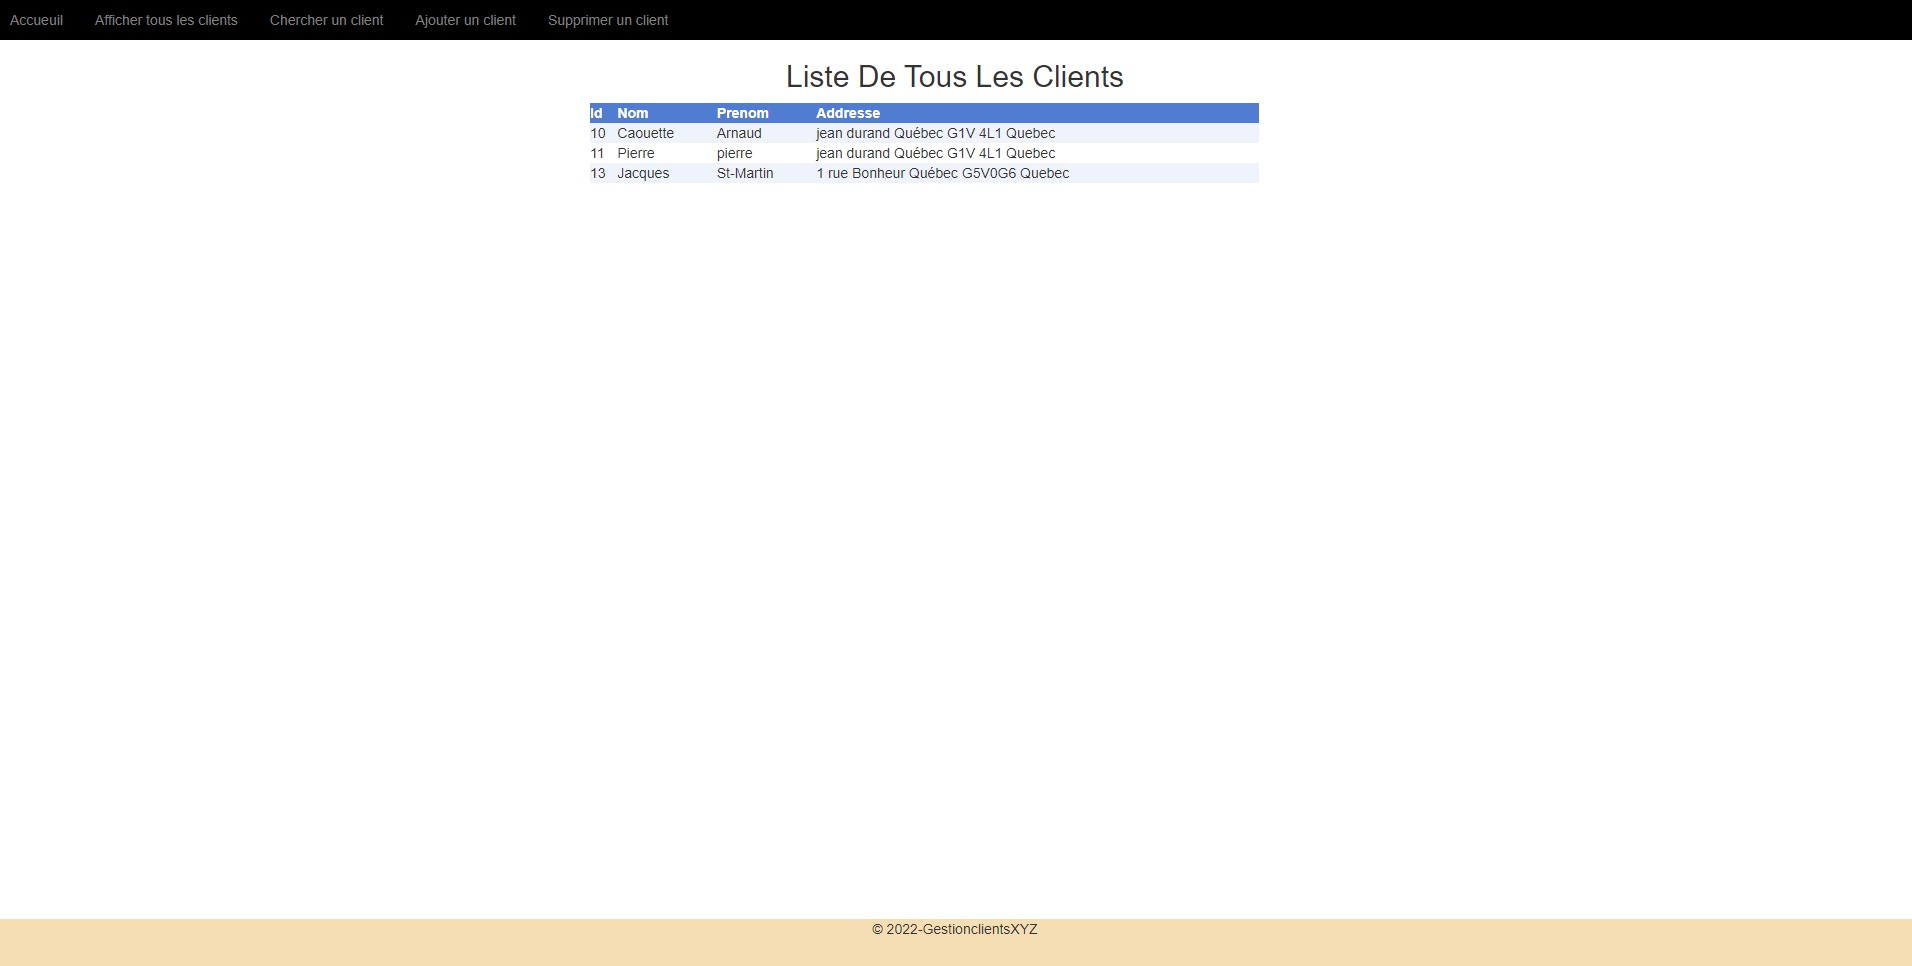 Accueuil Afficher tous les clients Chercher un client Ajouter un client Supprimer un client
Liste De Tous Les Clients
Id Nom Prenom Addresse
10 Caouette Arnaud jean durand Québec G1V 4L1 Quebec
11 Pierre pierre jean durand Québec G1V 4L1 Quebec
13 Jacques St-Martin 1 rue Bonheur Québec G5V0G6 Quebec
© 2022-GestionclientsXYZ